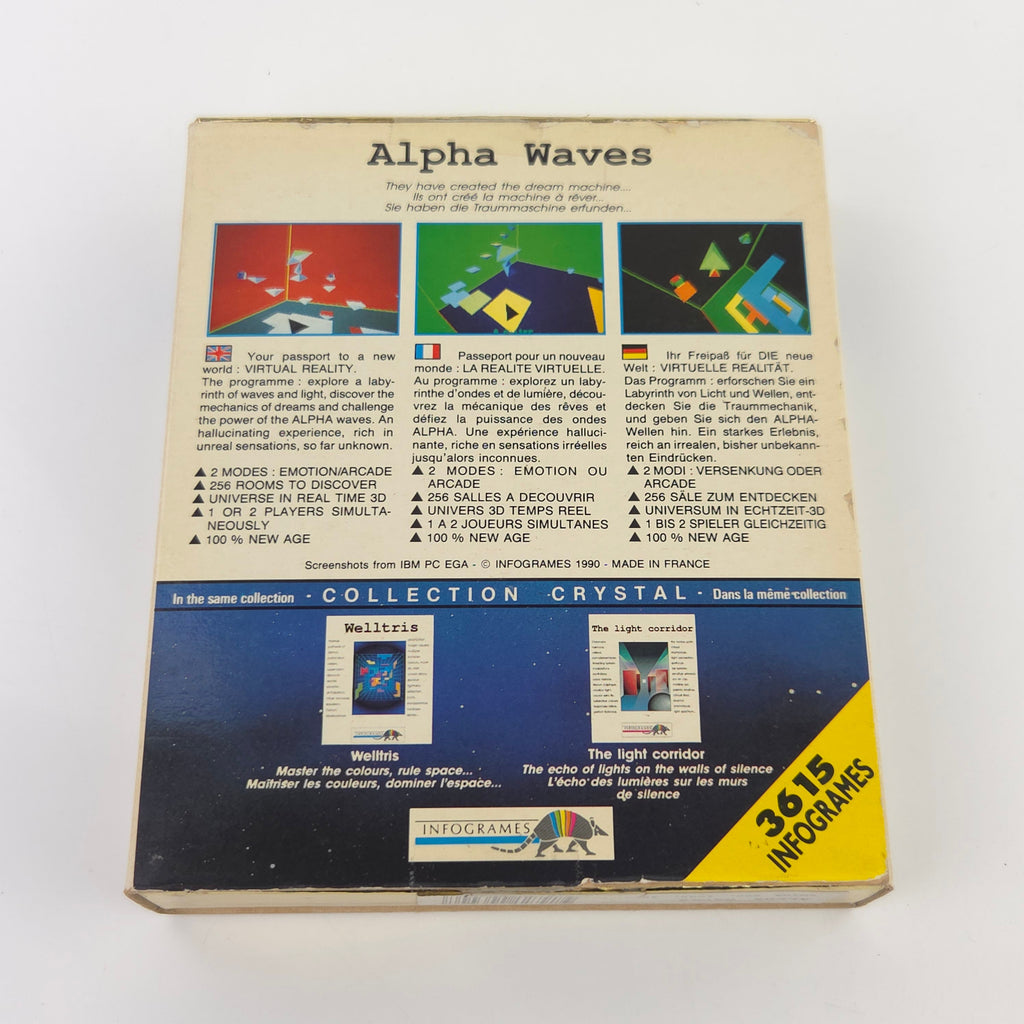 Alpha Waves
They have created the dream machine....
Ils ont créé la machine à rêver...
Sie haben die Traummaschine erfunden...
Your passport to a new
world : VIRTUAL REALITY.
The programme : explore a laby-
rinth of waves and light, discover the
mechanics of dreams and challenge
the power of the ALPHA waves. An
hallucinating experience, rich in
unreal sensations, so far unknown.
▲ 2 MODES : EMOTION/ARCADE
▲ 256 ROOMS TO DISCOVER
▲ UNIVERSE IN REAL TIME 3D
▲ 1 OR 2 PLAYERS SIMULTA-
NEOUSLY
▲ 100 % NEW AGE
Passeport pour un nouveau
monde : LA REALITE VIRTUELLE.
Au programme : explorez un laby-
rinthe d'ondes et de lumière, décou-
vrez la mécanique des rêves et
défiez la puissance des ondes
ALPHA. Une expérience halluci-
nante, riche en sensations irréelles
jusqu'alors inconnues.
▲ 2 MODES : EMOTION OU
ARCADE
▲ 256 SALLES A DECOUVRIR
▲ UNIVERS 3D TEMPS REEL
▲ 1 A 2 JOUEURS SIMULTANES
▲ 100 % NEW AGE
Ihr Freipaß für DIE neue
Welt : VIRTUELLE REALITÄT.
Das Programm : erforschen Sie ein
Labyrinth von Licht und Wellen, ent-
decken Sie die Traummechanik,
und geben Sie sich den ALPHA-
Wellen hin. Ein starkes Erlebnis,
reich an irrealen, bisher unbekann-
ten Eindrücken.
▲ 2 MODI : VERSENKUNG ODER
ARCADE
▲ 256 SÄLE ZUM ENTDECKEN
▲ UNIVERSUM IN ECHTZEIT-3D
▲ 1 BIS 2 SPIELER GLEICHZEITIG
▲ 100 % NEW AGE
Screenshots from IBM PC EGA - © INFOGRAMES 1990 - MADE IN FRANCE
In the same collection · COLLECTION CRYSTAL · Dans la même collection
Welltris
The light corridor
Welltris
Master the colours, rule space...
Maîtriser les couleurs, dominer l'espace...
The light corridor
The echo of lights on the walls of silence
L'écho des lumières sur les murs
de silence
INFOGRAMES
3615
INFOGRAMES